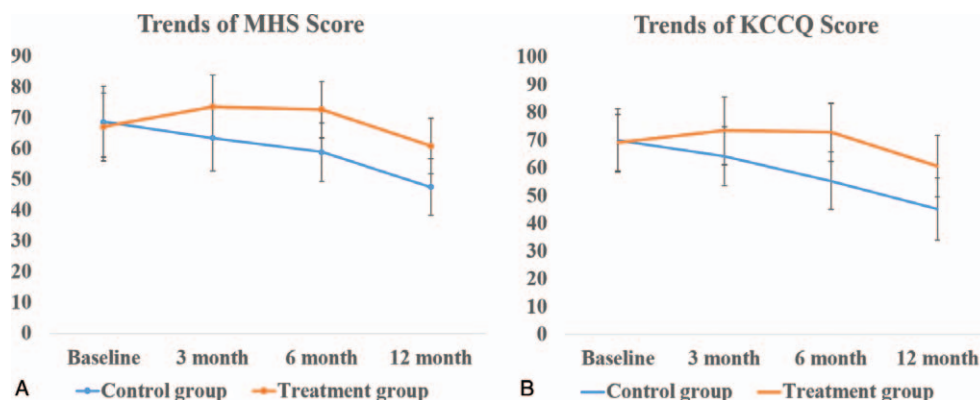 Trends of MHS Score
90
80
70
60
50
40
30
20
10
0
Baseline 3 month 6 month 12 month
A
Control group Treatment group
Trends of KCCQ Score
100
90
80
70
60
50
40
30
20
10
0
Baseline 3 month 6 month 12 month
B
Control group Treatment group